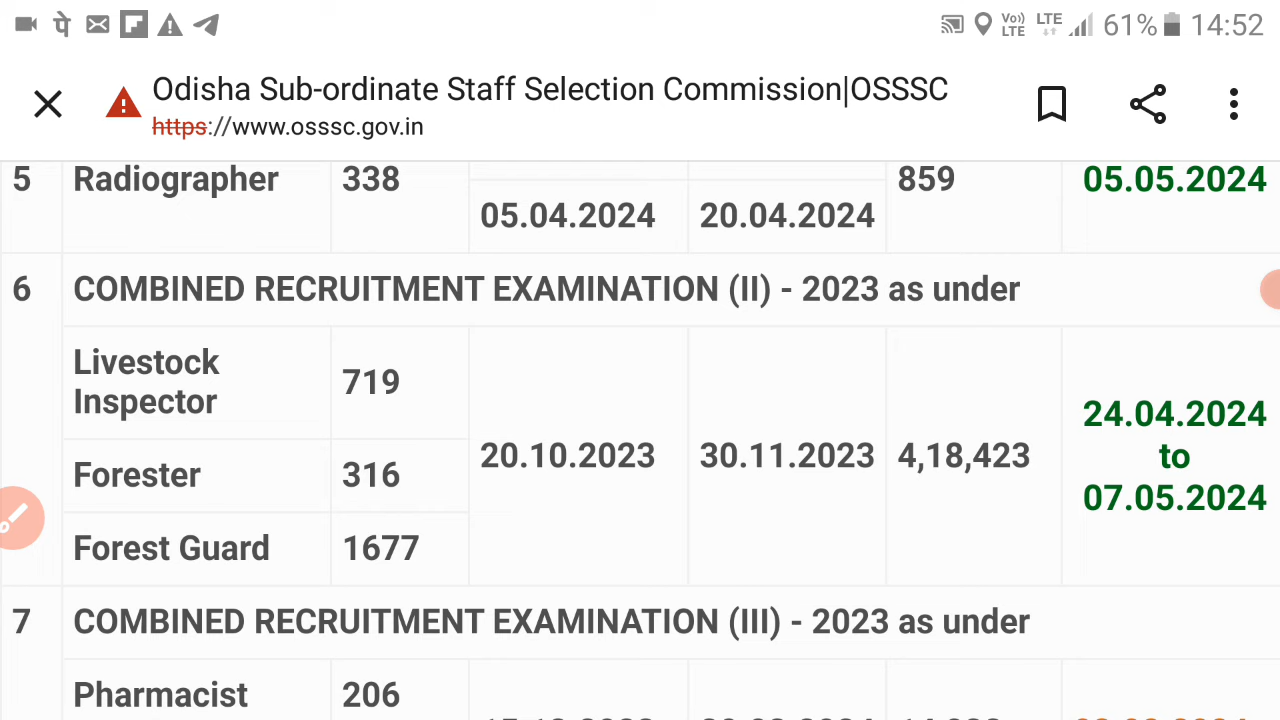 61% 14:52
Vo))
LTE
LTE
Odisha Sub-ordinate Staff Selection Commission|OSSSC
https://www.osssc.gov.in
5 Radiographer 338 859 05.05.2024
05.04.2024 20.04.2024
6 COMBINED RECRUITMENT EXAMINATION (II) - 2023 as under
Livestock
Inspector 719
Forester 316
Forest Guard 1677
20.10.2023 30.11.2023 4,18,423
24.04.2024
to
07.05.2024
7 COMBINED RECRUITMENT EXAMINATION (III) - 2023 as under
Pharmacist 206